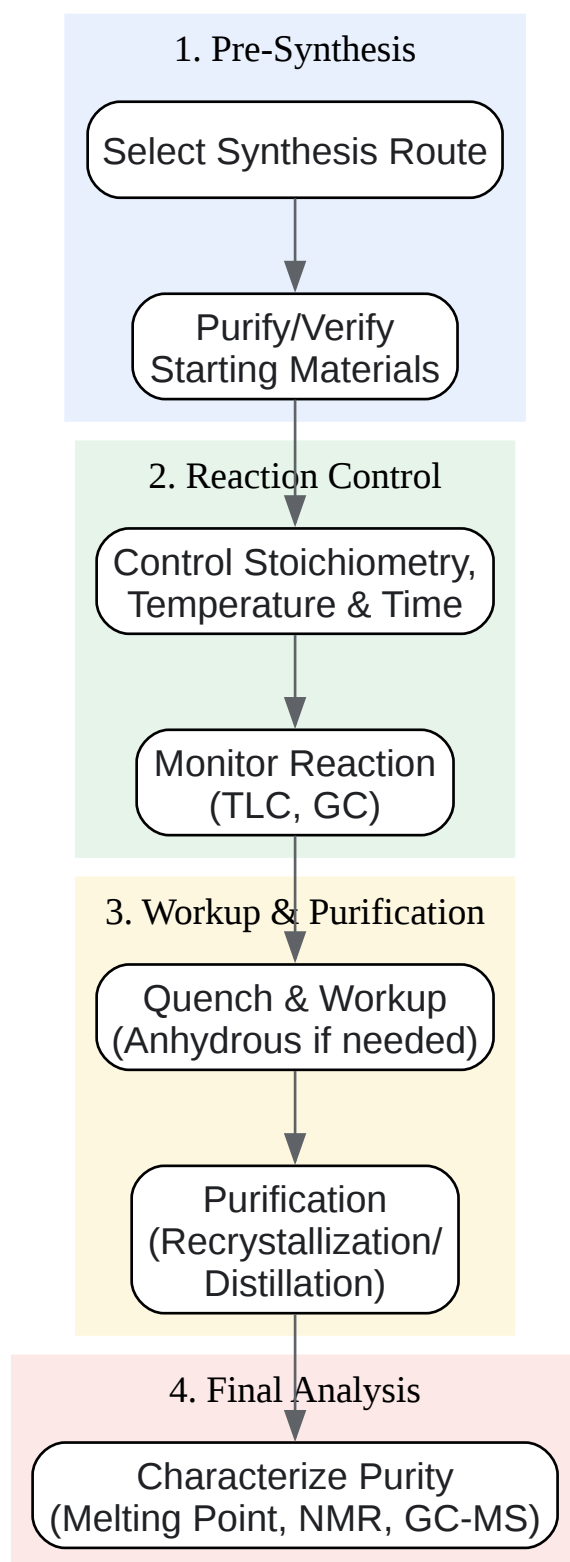 1. Pre-Synthesis
Select Synthesis Route
Purify/Verify
Starting Materials
2. Reaction Control
Control Stoichiometry,
Temperature & Time
Monitor Reaction
(TLC, GC)
3. Workup & Purification
Quench & Workup
(Anhydrous if needed)
Purification
(Recrystallization/
Distillation)
4. Final Analysis
Characterize Purity
(Melting Point, NMR, GC-MS)